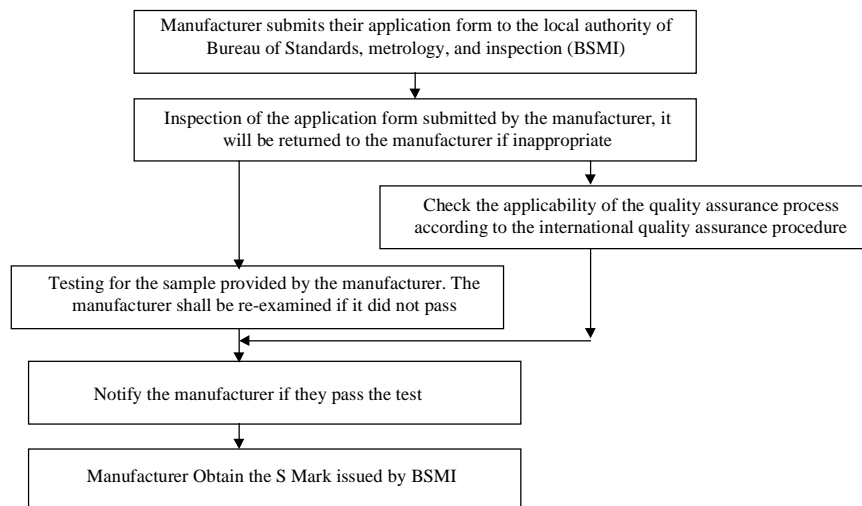 Manufacturer submits their application form to the local authority of
Bureau of Standards, metrology, and inspection (BSMI)
Inspection of the application form submitted by the manufacturer, it
will be returned to the manufacturer if inappropriate
Check the applicability of the quality assurance process
according to the international quality assurance procedure
Testing for the sample provided by the manufacturer. The
manufacturer shall be re-examined if it did not pass
Notify the manufacturer if they pass the test
Manufacturer Obtain the S Mark issued by BSMI